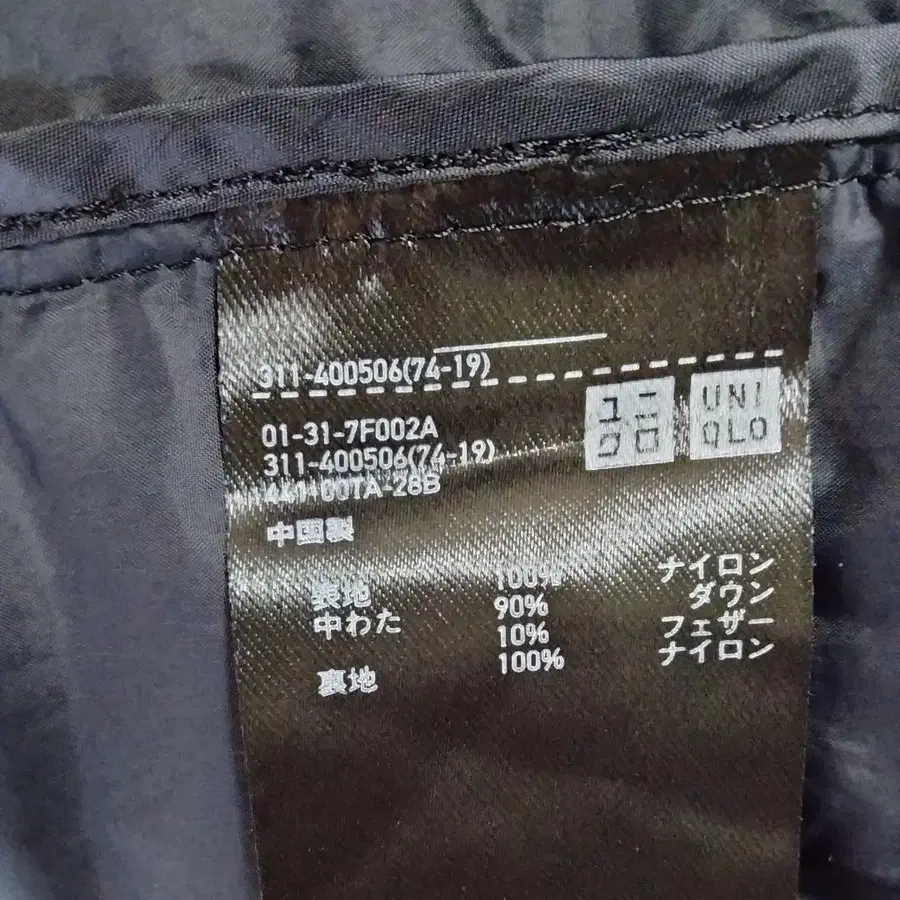 311-400506(74-19)
ユニ
クロ
UNI
QLO
01-31-7F002A
311-400506(74-19)
441-00TA-28B
中国製
表地 100% ナイロン
中わた 90% ダウン
10% フェザー
裏地 100% ナイロン